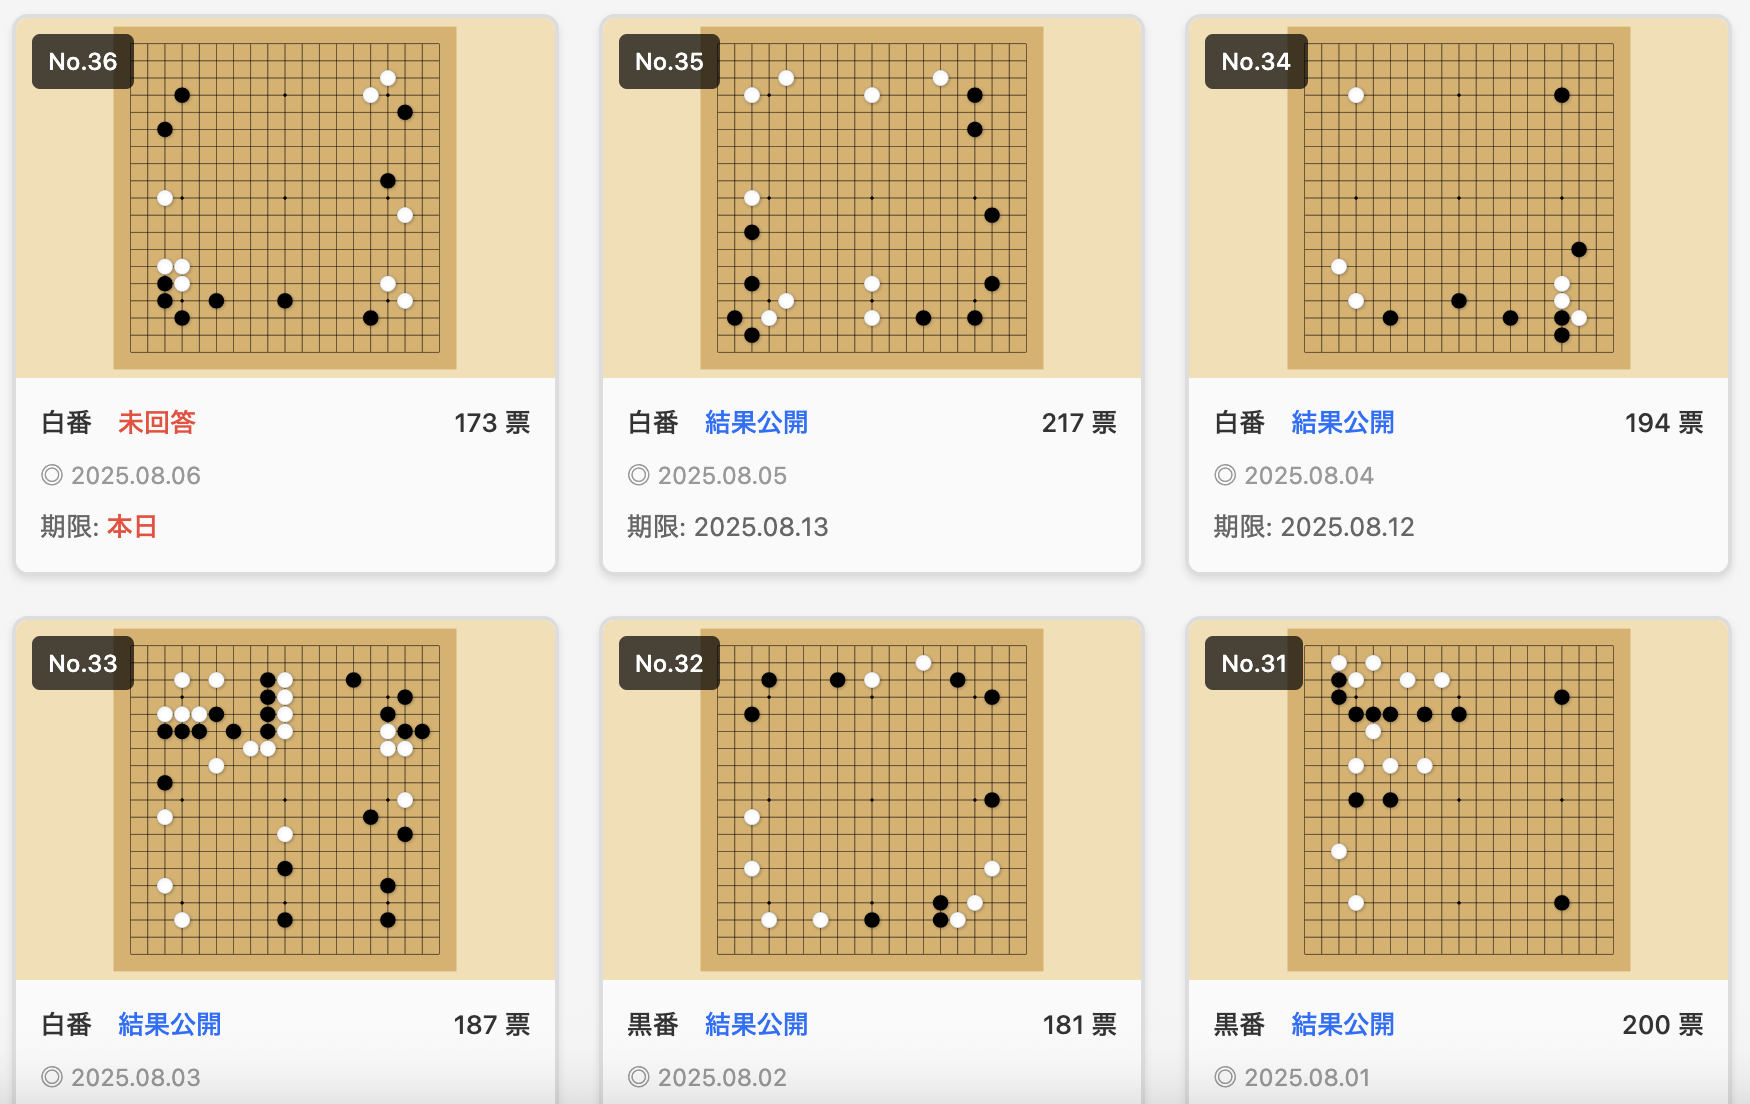 No.36
No.35
No.34
白番 未回答 173 票
白番 結果公開 217 票
白番 結果公開 194 票
◎ 2025.08.06
◎ 2025.08.05
◎ 2025.08.04
期限: 本日
期限: 2025.08.13
期限: 2025.08.12
No.33
No.32
No.31
白番 結果公開 187 票
黒番 結果公開 181 票
黒番 結果公開 200 票
◎ 2025.08.03
◎ 2025.08.02
◎ 2025.08.01